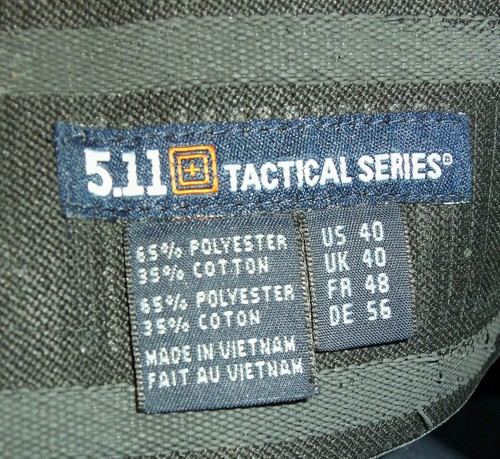 5.11 TACTICAL SERIES®
65% POLYESTER
35% COTTON
65% POLYESTER
35% COTON
MADE IN VIETNAM
FAIT AU VIETNAM
US 40
UK 40
FR 48
DE 56